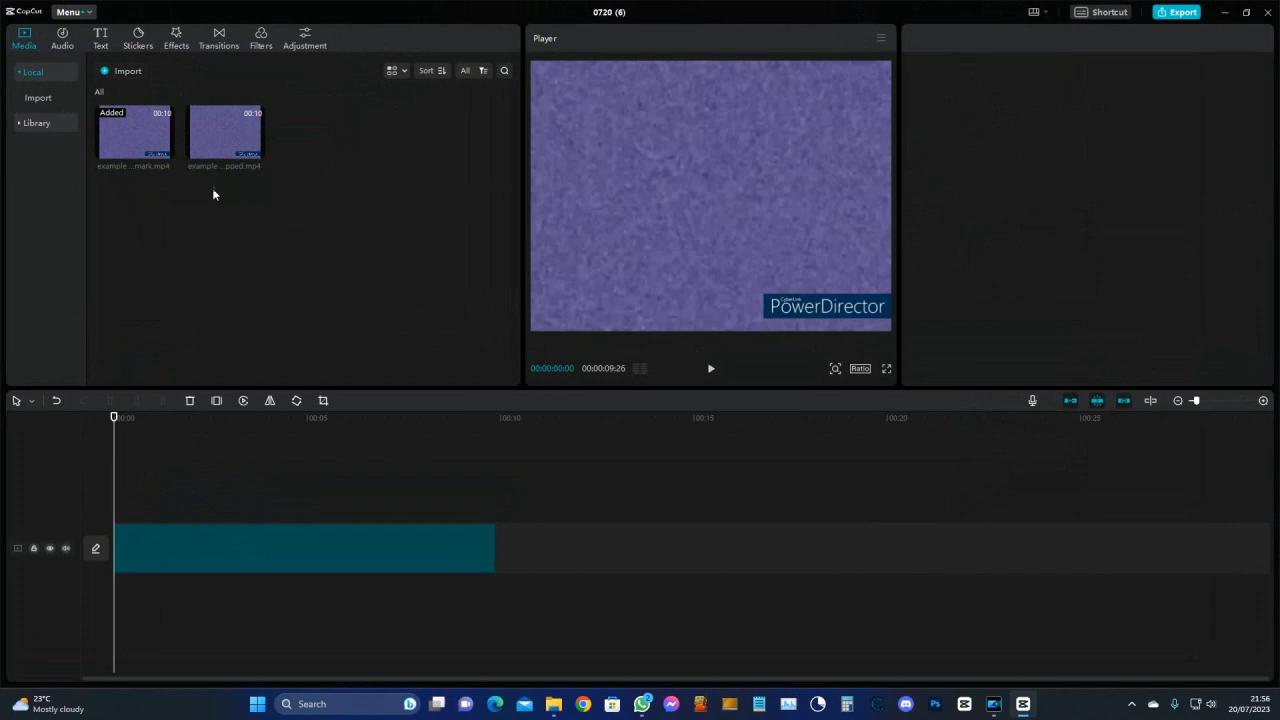 CapCut
Menu
0720 (6)
Shortcut
Export
Media
Audio
Text
Stickers
Effects
Transitions
Filters
Adjustment
Player
Local
Import
Library
Import
Sort
All
All
Added 00:10
00:10
example ...mark.mp4
example ...pped.mp4
CyberLink
PowerDirector
00:00:00:00 00:00:09:26
Ratio
00:00
00:05
00:10
00:15
00:20
00:25
23°C
Mostly cloudy
Search
2
21:56
20/07/2023